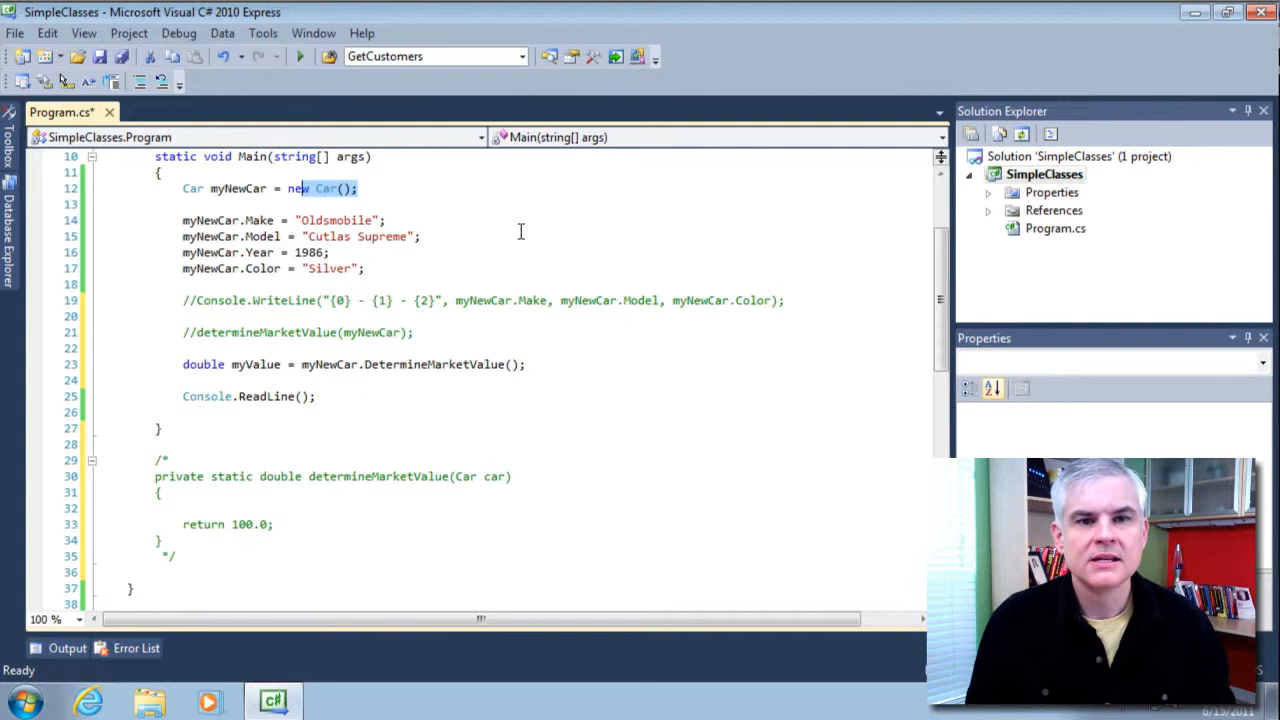 SimpleClasses - Microsoft Visual C# 2010 Express
File Edit View Project Debug Data Tools Window Help
GetCustomers
Program.cs*
SimpleClasses.Program
Main(string[] args)
Toolbox
Database Explorer
10 static void Main(string[] args)
11 {
12 Car myNewCar = new Car();
13
14 myNewCar.Make = "Oldsmobile";
15 myNewCar.Model = "Cutlas Supreme";
16 myNewCar.Year = 1986;
17 myNewCar.Color = "Silver";
18
19 //Console.WriteLine("{0} - {1} - {2}", myNewCar.Make, myNewCar.Model, myNewCar.Color);
20
21 //determineMarketValue(myNewCar);
22
23 double myValue = myNewCar.DetermineMarketValue();
24
25 Console.ReadLine();
26
27 }
28
29 /*
30 private static double determineMarketValue(Car car)
31 {
32
33 return 100.0;
34 }
35 */
36
37 }
38
100 %
Solution Explorer
Solution 'SimpleClasses' (1 project)
SimpleClasses
Properties
References
Program.cs
Properties
Output Error List
Ready
6/15/2011